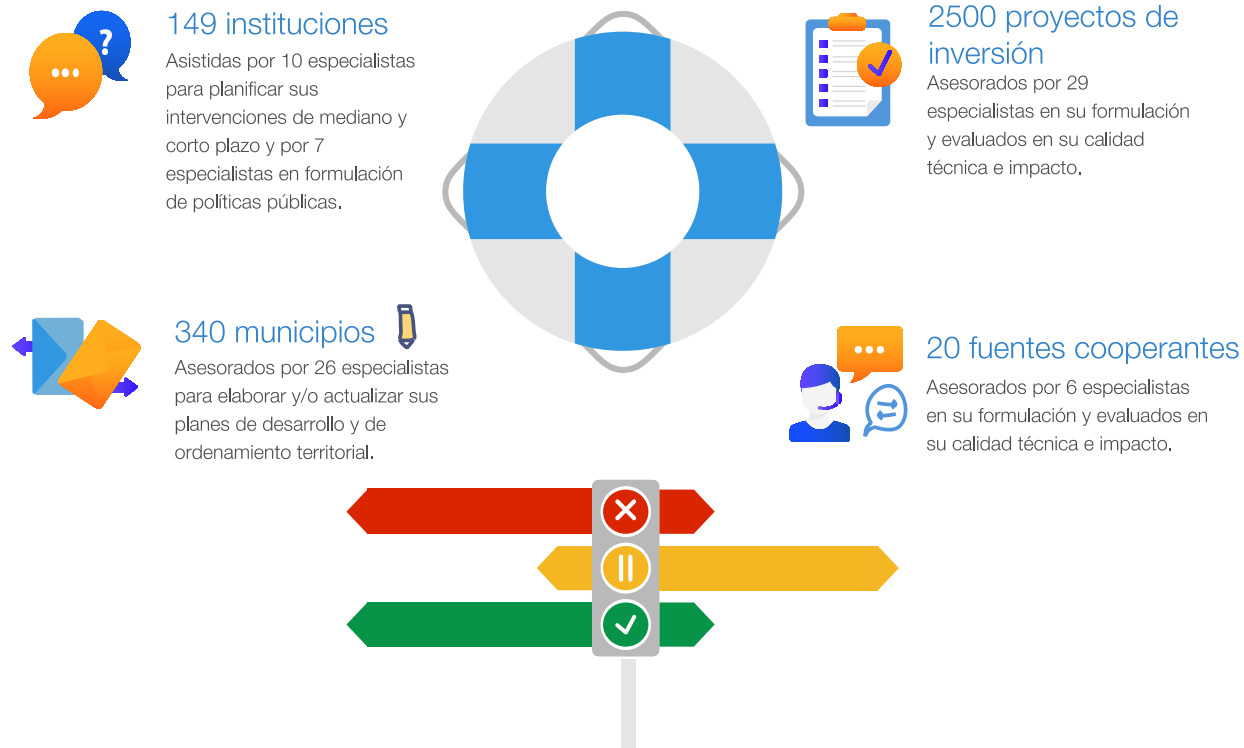 149 instituciones
Asistidas por 10 especialistas
para planificar sus
intervenciones de mediano y
corto plazo y por 7
especialistas en formulación
de políticas públicas.
2500 proyectos de
inversión
Asesorados por 29
especialistas en su formulación
y evaluados en su calidad
técnica e impacto.
340 municipios
Asesorados por 26 especialistas
para elaborar y/o actualizar sus
planes de desarrollo y de
ordenamiento territorial.
20 fuentes cooperantes
Asesorados por 6 especialistas
en su formulación y evaluados en
su calidad técnica e impacto.